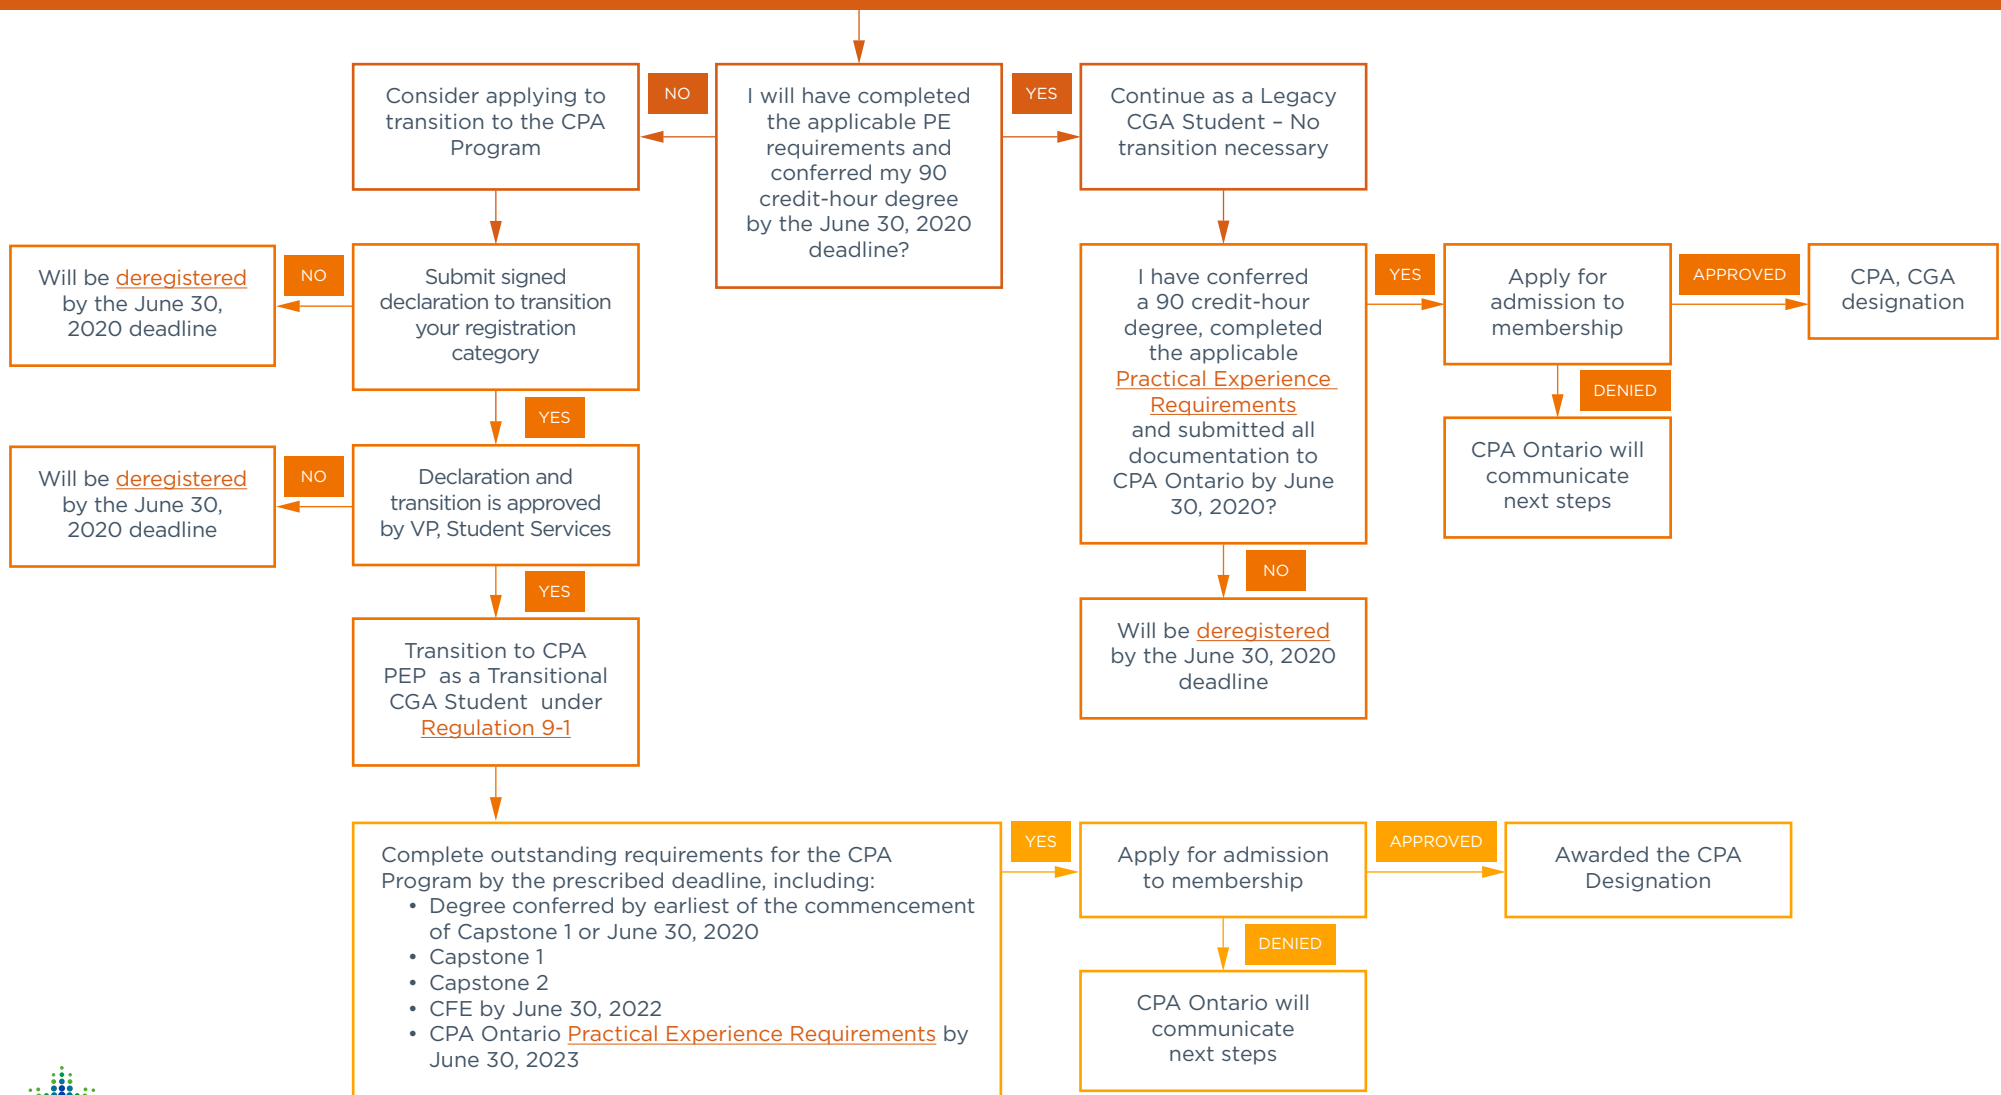 Consider applying to
transition to the CPA
Program
NO
I will have completed
the applicable PE
requirements and
conferred my 90
credit-hour degree
by the June 30, 2020
deadline?
YES
Continue as a Legacy
CGA Student – No
transition necessary
Will be deregistered
by the June 30,
2020 deadline
NO
Submit signed
declaration to transition
your registration
category
I have conferred
a 90 credit-hour
degree, completed
the applicable
Practical Experience
Requirements
and submitted all
documentation to
CPA Ontario by June
30, 2020?
YES
Apply for
admission to
membership
APPROVED
CPA, CGA
designation
DENIED
CPA Ontario will
communicate
next steps
YES
Will be deregistered
by the June 30,
2020 deadline
NO
Declaration and
transition is approved
by VP, Student Services
NO
Will be deregistered
by the June 30, 2020
deadline
YES
Transition to CPA
PEP as a Transitional
CGA Student under
Regulation 9-1
Complete outstanding requirements for the CPA
Program by the prescribed deadline, including:
• Degree conferred by earliest of the commencement
of Capstone 1 or June 30, 2020
• Capstone 1
• Capstone 2
• CFE by June 30, 2022
• CPA Ontario Practical Experience Requirements by
June 30, 2023
YES
Apply for admission
to membership
APPROVED
Awarded the CPA
Designation
DENIED
CPA Ontario will
communicate
next steps